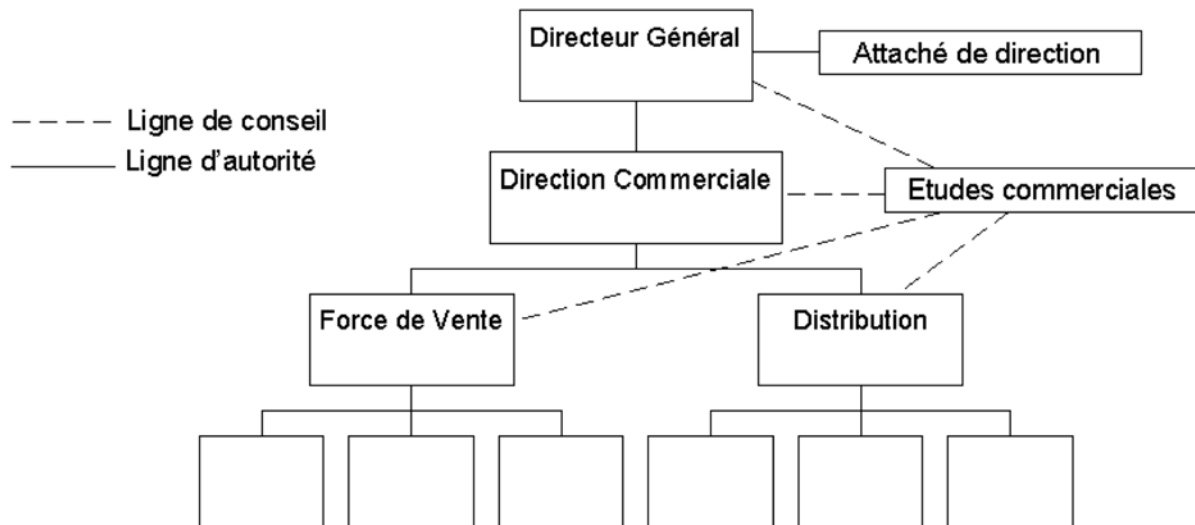 Directeur Général
Attaché de direction
Ligne de conseil
Ligne d'autorité
Direction Commerciale
Etudes commerciales
Force de Vente
Distribution